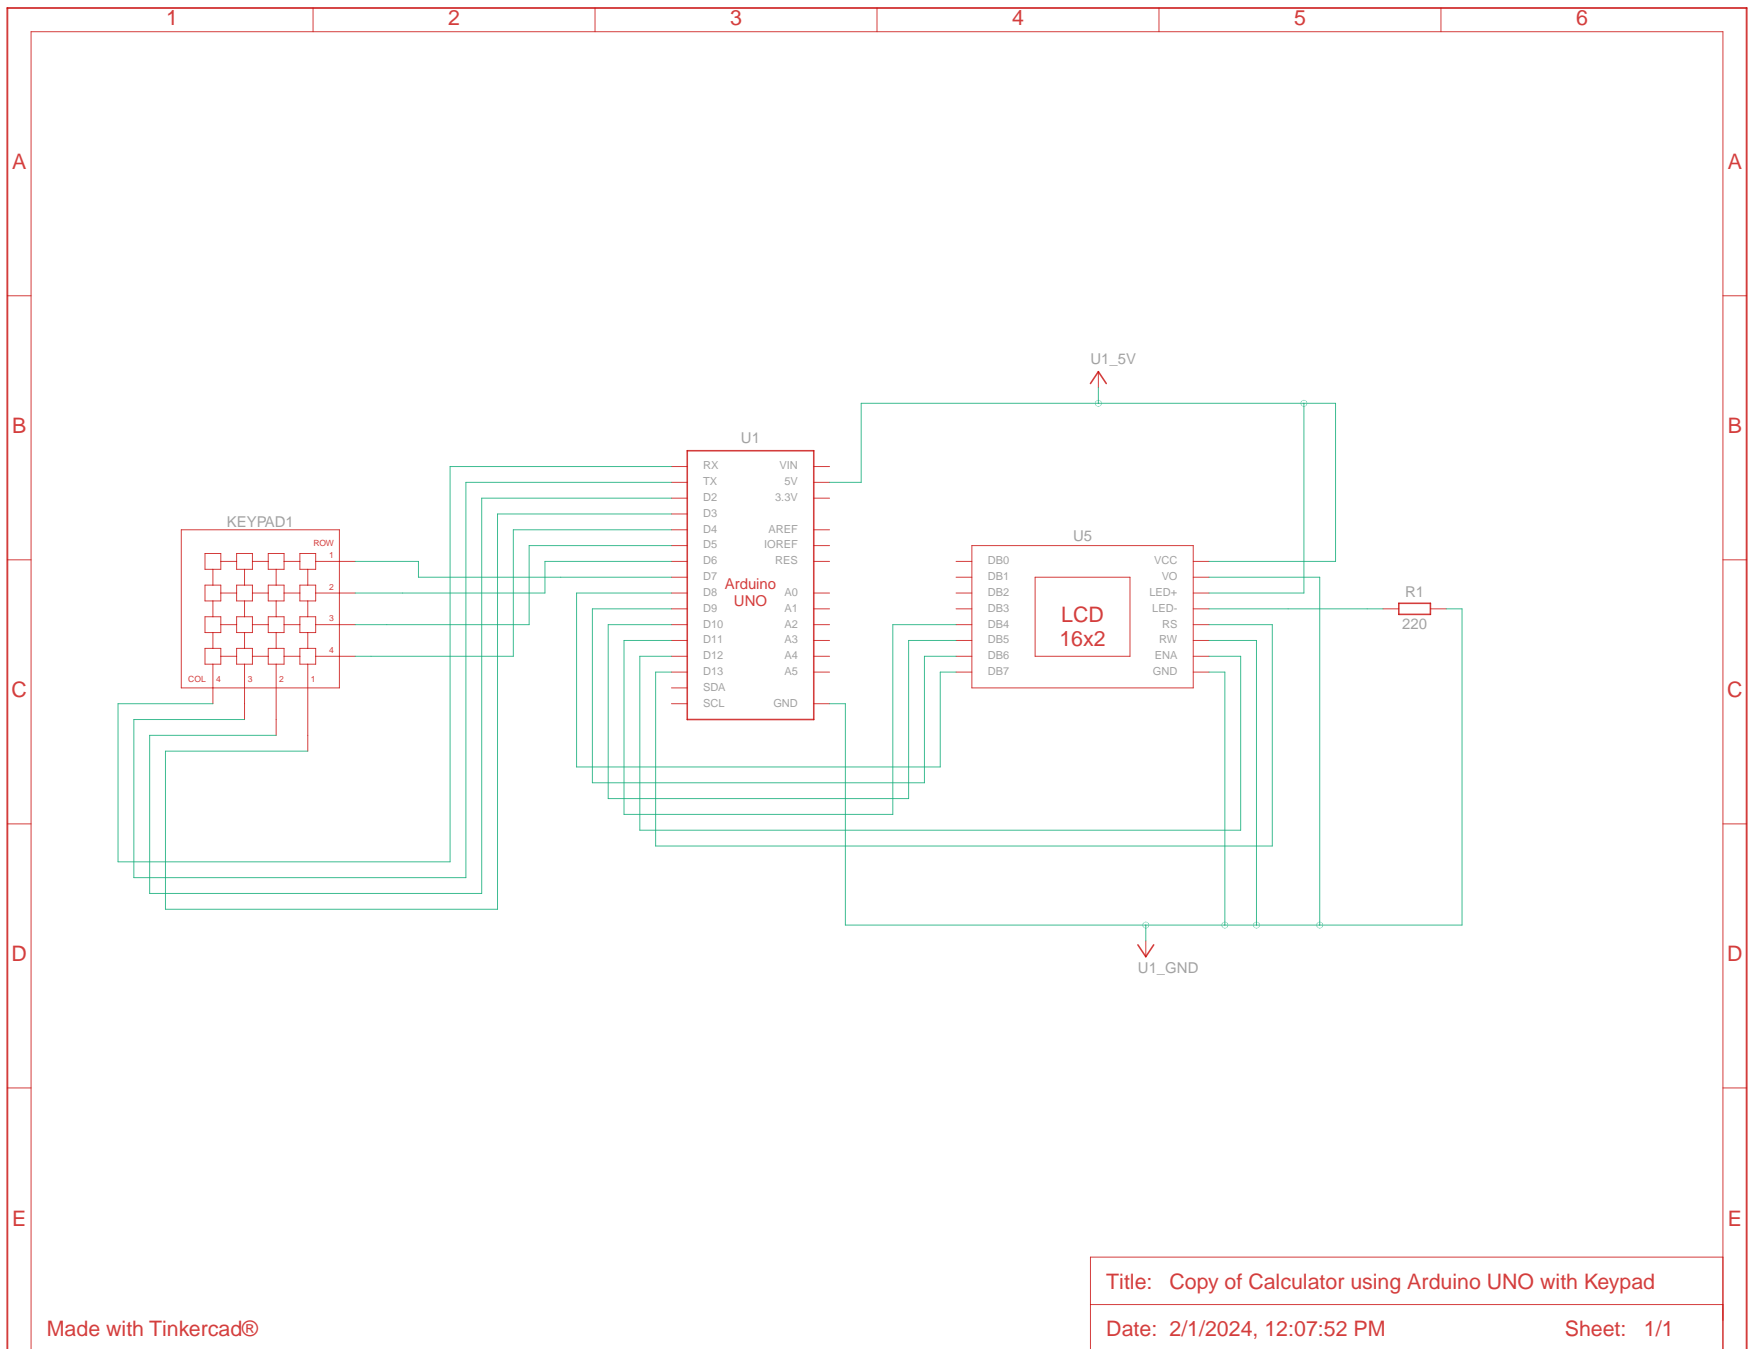 1 2 3 4 5 6
A A
U1_5V
B B
U1
RX VIN
TX 5V
D2 3.3V
D3
KEYPAD1
D4 AREF
U5
ROW
D5 IOREF
1
D6 RES
DB0 VCC
D7
DB1 VO
Arduino
UNO
2
D8 A0
DB2 LED+
R1
D9 A1
DB3 LED-
LCD
16x2
3
D10 A2
DB4 RS
220
D11 A3
DB5 RW
4
D12 A4
DB6 ENA
D13 A5
DB7 GND
COL 4 3 2 1
SDA
C C
SCL GND
D D
U1_GND
E E
Title: Copy of Calculator using Arduino UNO with Keypad
Made with Tinkercad®
Date: 2/1/2024, 12:07:52 PM Sheet: 1/1